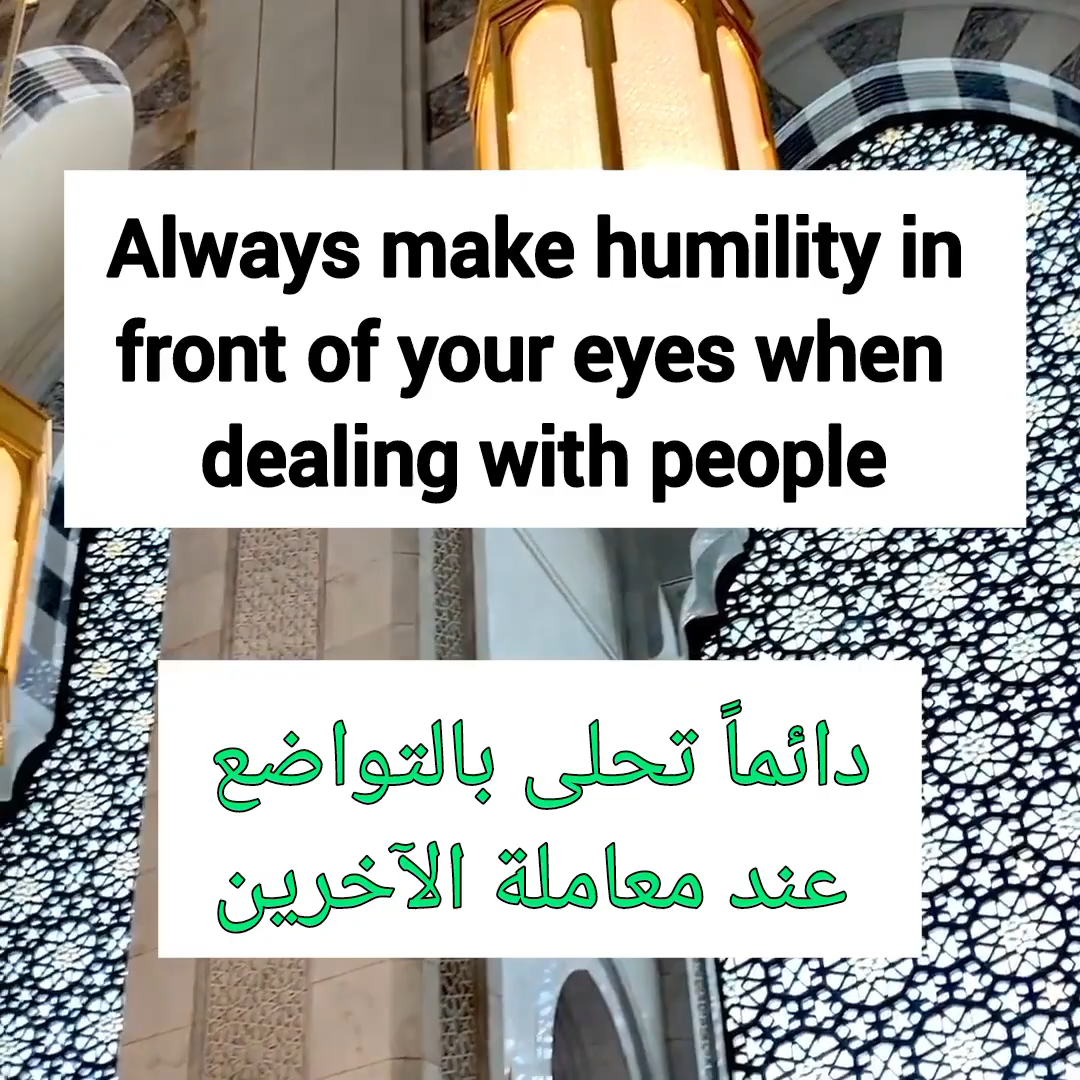 Always make humility in
front of your eyes when
dealing with people
دائماً تحلى بالتواضع
عند معاملة الآخرين